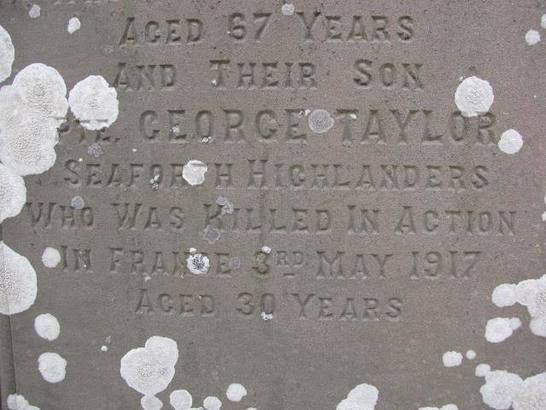 AGED 67 YEARS
AND THEIR SON
PTE. GEORGE TAYLOR
SEAFORTH HIGHLANDERS
WHO WAS KILLED IN ACTION
IN FRANCE 3RD MAY 1917
AGED 30 YEARS